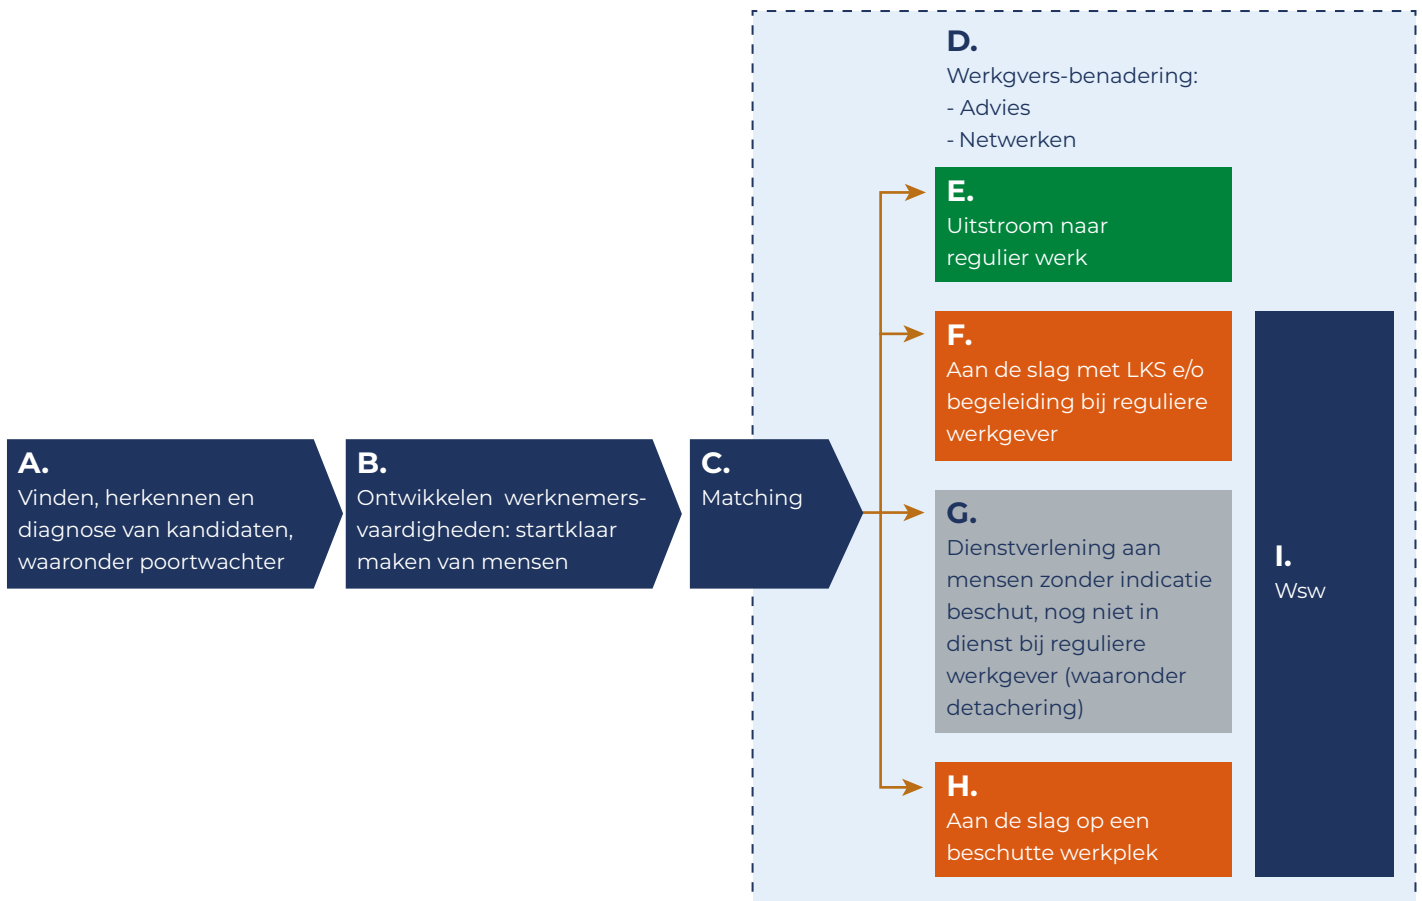 A.
Vinden, herkennen en
diagnose van kandidaten,
waaronder poortwachter
B.
Ontwikkelen werknemers-
vaardigheden: startklaar
maken van mensen
C.
Matching
D.
Werkgvers-benadering:
- Advies
- Netwerken
E.
Uitstroom naar
regulier werk
F.
Aan de slag met LKS e/o
begeleiding bij reguliere
werkgever
G.
Dienstverlening aan
mensen zonder indicatie
beschut, nog niet in
dienst bij reguliere
werkgever (waaronder
detachering)
H.
Aan de slag op een
beschutte werkplek
I.
Wsw